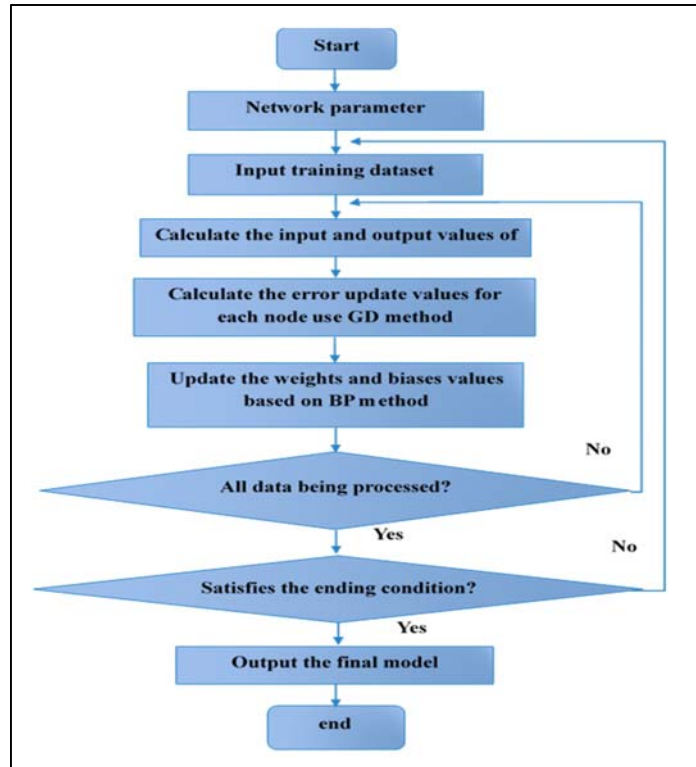 Start
Network parameter
Input training dataset
Calculate the input and output values of
Calculate the error update values for
each node use GD method
Update the weights and biases values
based on BP method
No
All data being processed?
Yes
No
Satisfies the ending condition?
Yes
Output the final model
end